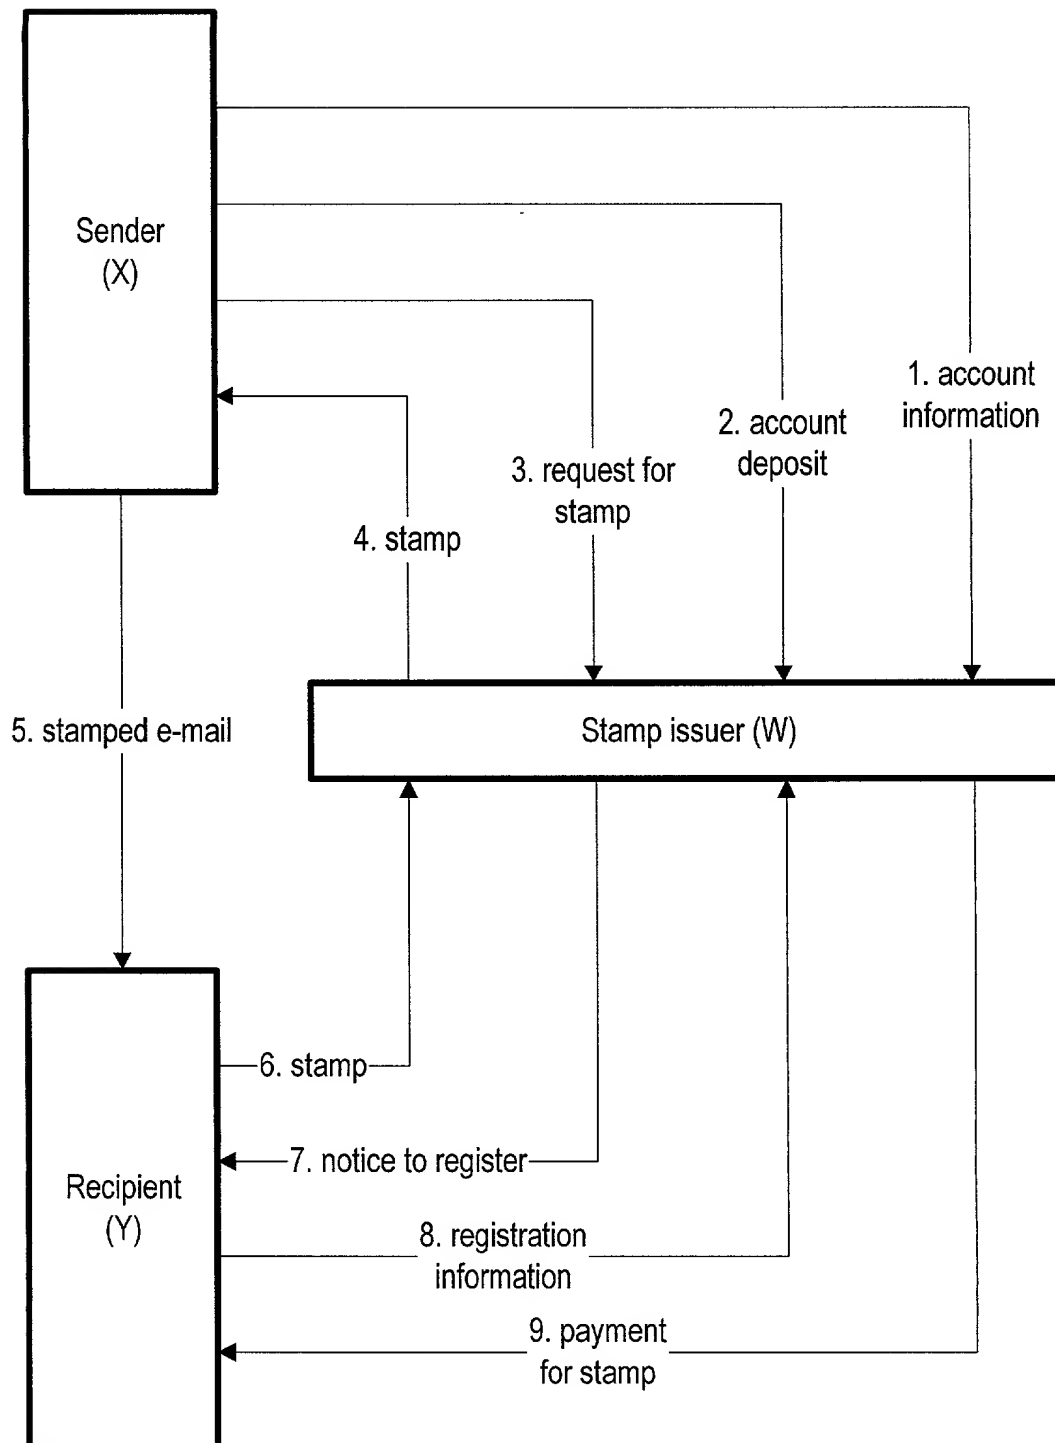 Sender
(X)
1. account
information
2. account
deposit
3. request for
stamp
4. stamp
5. stamped e-mail
Stamp issuer (W)
6. stamp
7. notice to register
Recipient
(Y)
8. registration
information
9. payment
for stamp